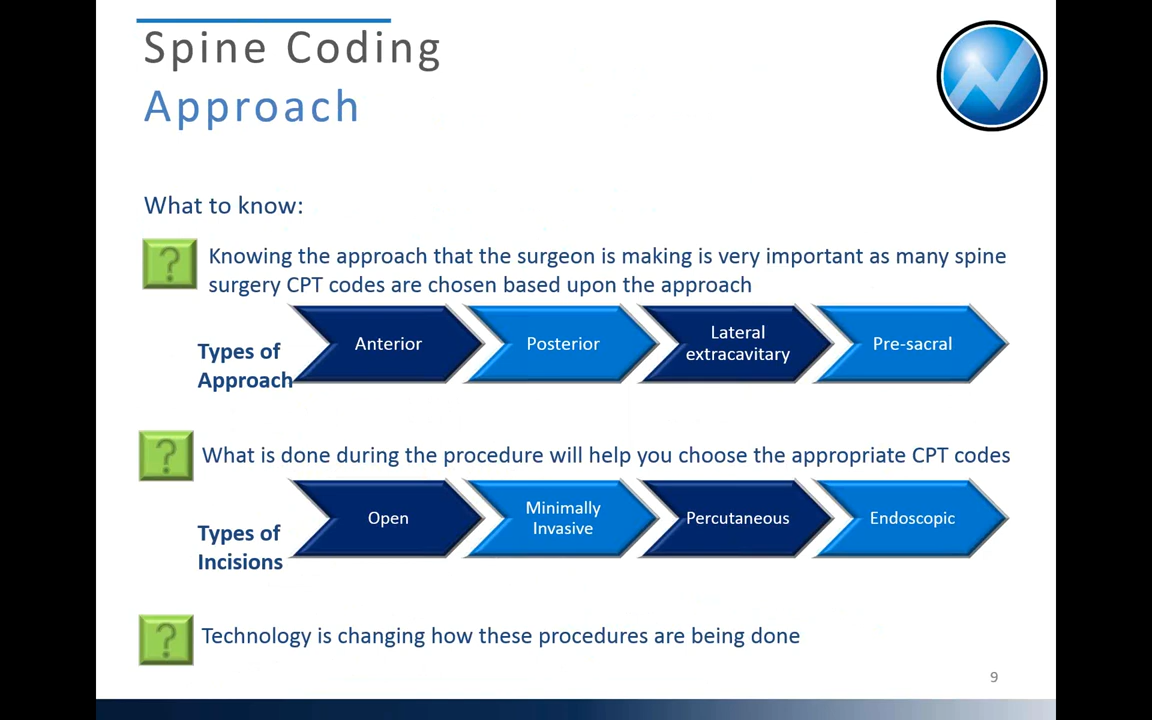 Spine Coding
Approach
What to know:
? Knowing the approach that the surgeon is making is very important as many spine
surgery CPT codes are chosen based upon the approach
Types of
Approach
Anterior
Posterior
Lateral
extracavitary
Pre-sacral
? What is done during the procedure will help you choose the appropriate CPT codes
Types of
Incisions
Open
Minimally
Invasive
Percutaneous
Endoscopic
? Technology is changing how these procedures are being done
9